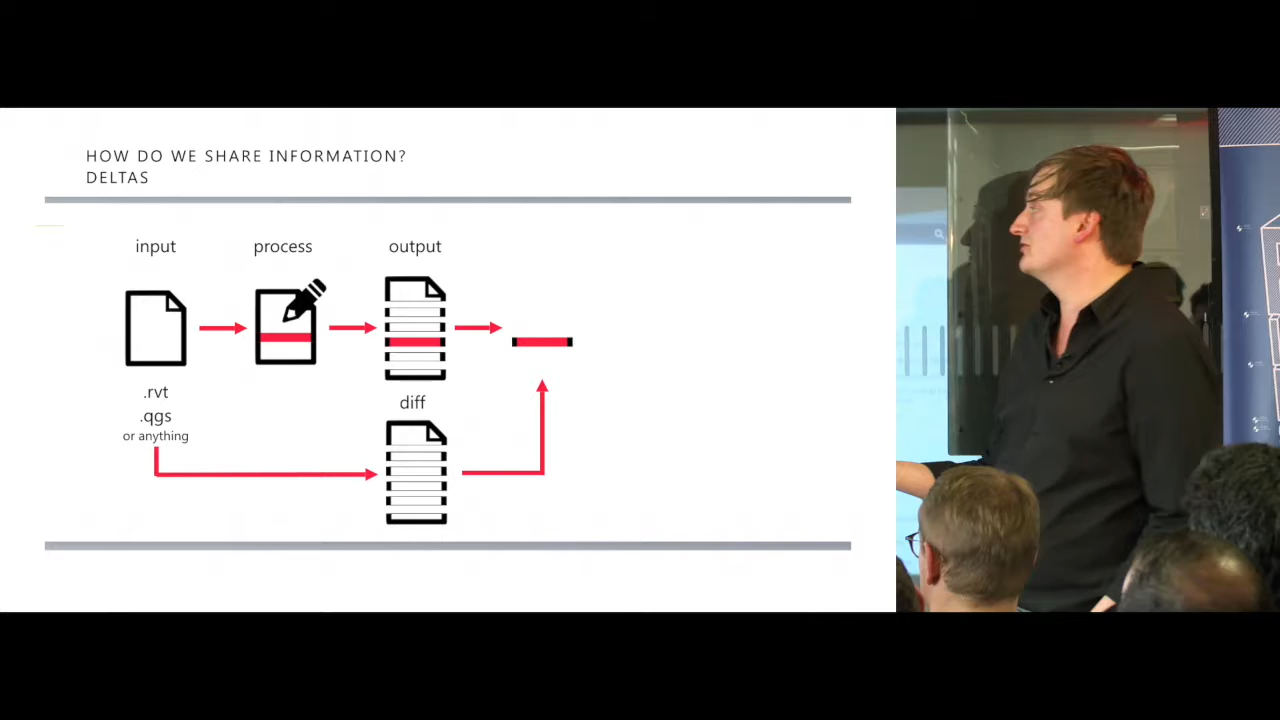 HOW DO WE SHARE INFORMATION?
DELTAS
input
process
output
.rvt
.qgs
or anything
diff